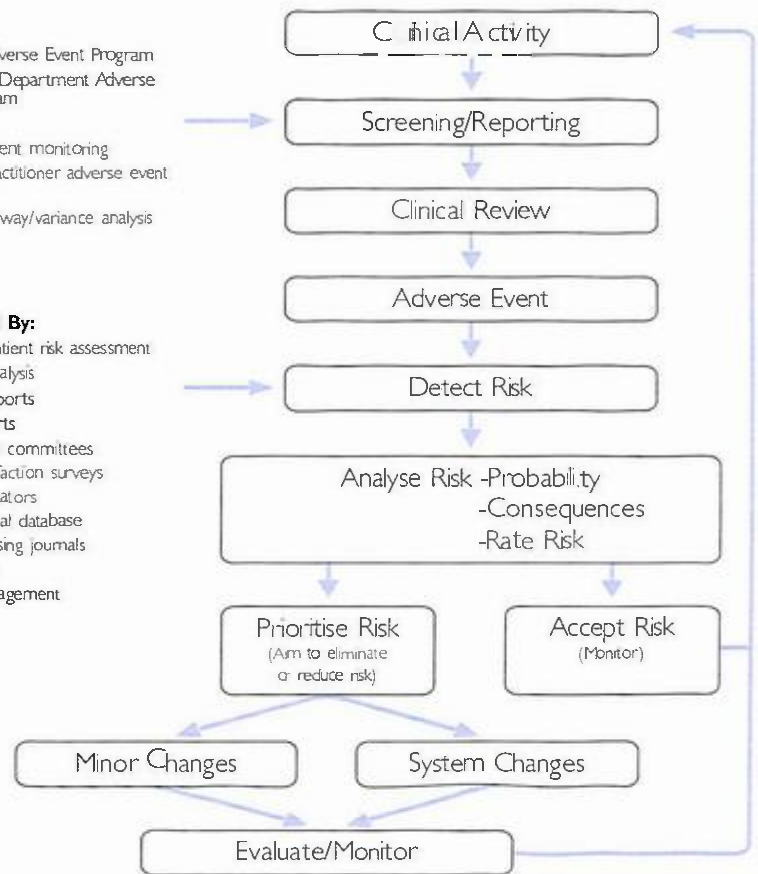 Clinical Activity
verse Event Program
Department Adverse
am
Screening/Reporting
ent monitoring
actitioner adverse event
way/variance analysis
Clinical Review
Adverse Event
By:
tient risk assessment
alysis
ports
rts
committees
faction surveys
ators
al database
sing journals
agement
Detect Risk
Analyse Risk -Probability
-Consequences
-Rate Risk
Prioritise Risk
(Aim to eliminate
or reduce risk)
Accept Risk
(Monitor)
Minor Changes
System Changes
Evaluate/Monitor